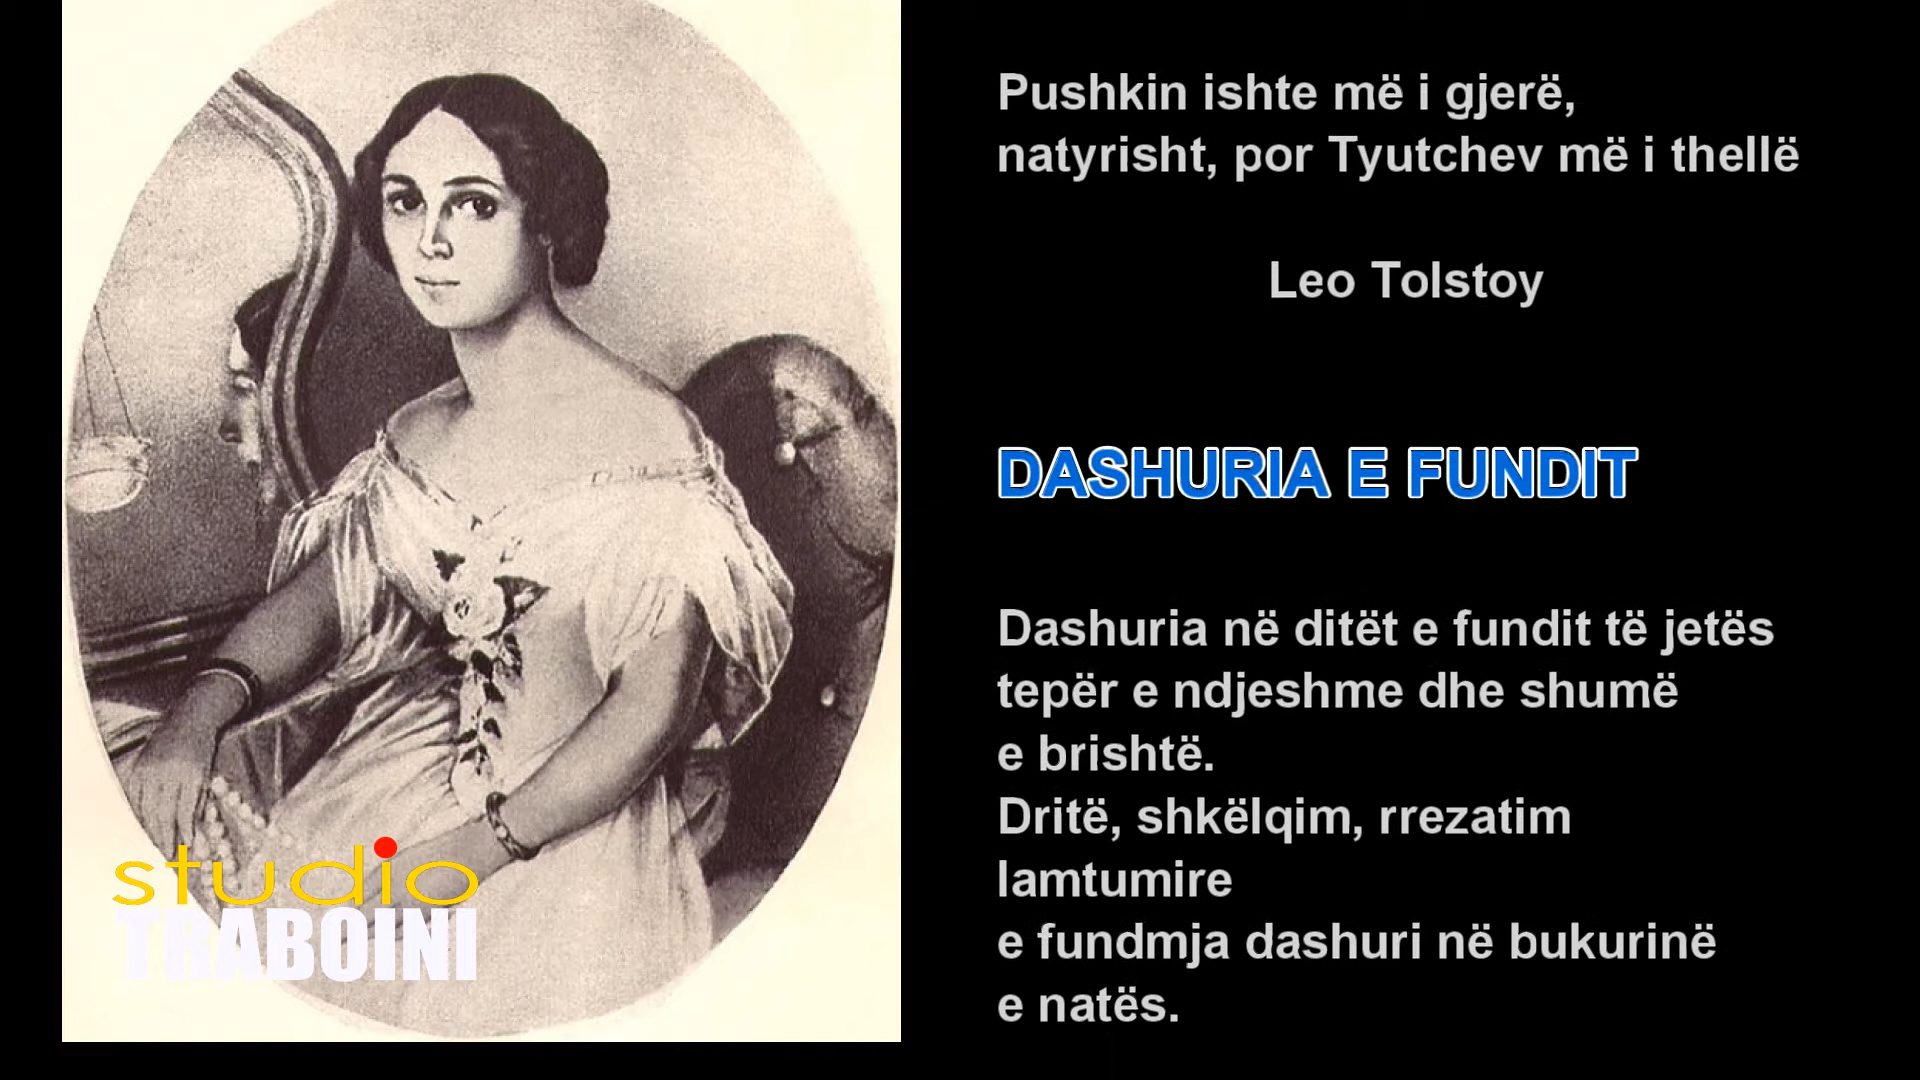 Pushkin ishte më i gjerë,
natyrisht, por Tyutchev më i thellë
Leo Tolstoy
DASHURIA E FUNDIT
Dashuria në ditët e fundit të jetës
tepër e ndjeshme dhe shumë
e brishtë.
Dritë, shkëlqim, rrezatim
lamtumire
e fundmja dashuri në bukurinë
e natës.
studio
TRABOINI